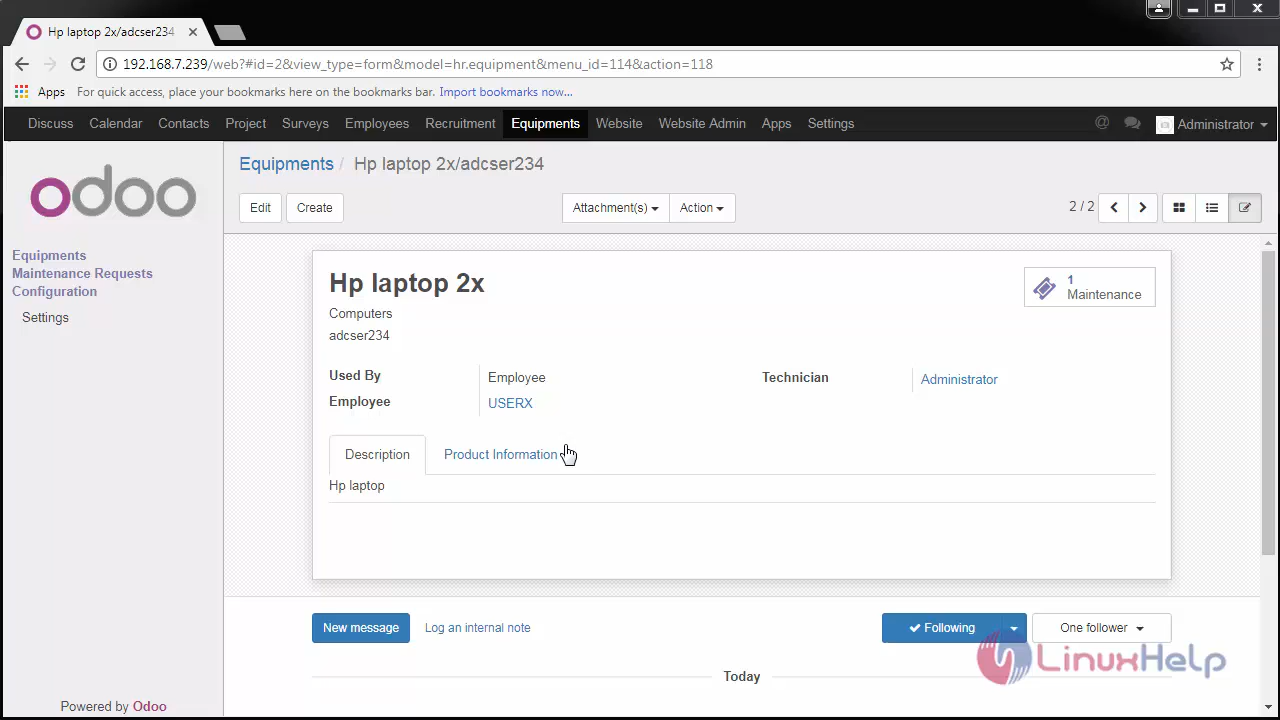 Hp laptop 2x/adcser234
192.168.7.239/web?#id=2&view_type=form&model=hr.equipment&menu_id=114&action=118
Apps For quick access, place your bookmarks here on the bookmarks bar. Import bookmarks now...
Discuss Calendar Contacts Project Surveys Employees Recruitment Equipments Website Website Admin Apps Settings @ Administrator
odoo
Equipments / Hp laptop 2x/adcser234
Edit Create Attachment(s) Action 2 / 2
Equipments
Maintenance Requests
Configuration
Settings
Hp laptop 2x
1
Maintenance
Computers
adcser234
Used By Employee Technician Administrator
Employee USERX
Description Product Information
Hp laptop
New message Log an internal note Following One follower
LinuxHelp
Today
Powered by Odoo